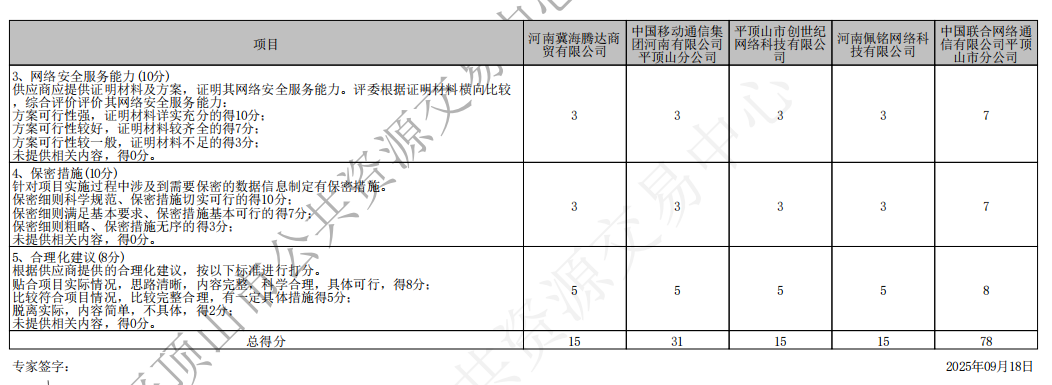 项目 河南冀海腾达商贸有限公司 中国移动通信集团河南有限公司平顶山分公司 平顶山市创世纪网络科技有限公司 河南佩铭网络科技有限公司 中国联合网络通信有限公司平顶山市分公司
3、网络安全服务能力(10分)
供应商应提供证明材料及方案，证明其网络安全服务能力。评委根据证明材料横向比较
，综合评价评价其网络安全服务能力：
方案可行性强，证明材料详实充分的得10分；
方案可行性较好，证明材料较齐全的得7分；
方案可行性较一般，证明材料不足的得3分；
未提供相关内容，得0分。
3 3 3 3 7
4、保密措施(10分)
针对项目实施过程中涉及到需要保密的数据信息制定有保密措施。
保密细则科学规范、保密措施切实可行的得10分；
保密细则满足基本要求、保密措施基本可行的得7分；
保密细则粗略、保密措施无序的得3分；
未提供相关内容，得0分。
3 3 3 3 7
5、合理化建议(8分)
根据供应商提供的合理化建议，按以下标准进行打分。
贴合项目实际情况，思路清晰，内容完整，科学合理，具体可行，得8分；
比较符合项目情况，比较完整合理，有一定具体措施得5分；
脱离实际，内容简单，不具体，得2分；
未提供相关内容，得0分。
5 5 5 5 8
总得分 15 31 15 15 78
专家签字： 2025年09月18日
平顶山市公共资源交易中心
公共资源交易中心